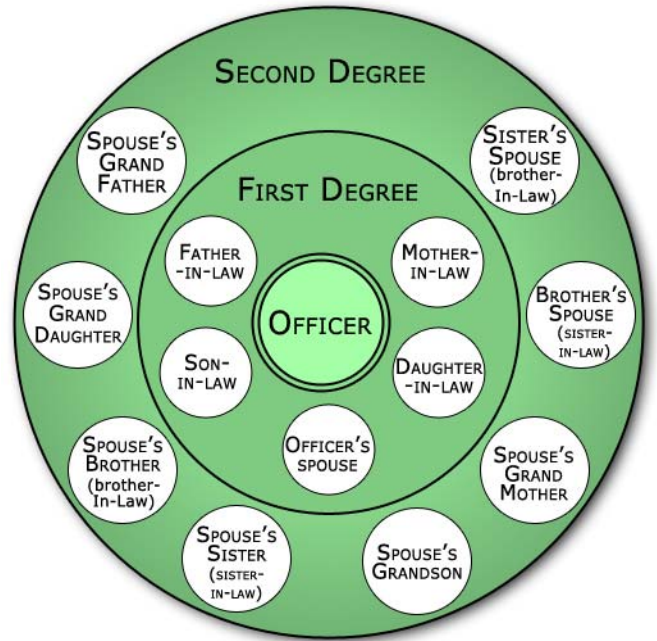 SECOND DEGREE
SPOUSE'S
GRAND
FATHER
SISTER'S
SPOUSE
(brother-
In-Law)
FIRST DEGREE
FATHER
-IN-LAW
MOTHER-
IN-LAW
SPOUSE'S
GRAND
DAUGHTER
OFFICER
BROTHER'S
SPOUSE
(SISTER-
IN-LAW)
SON-
IN-LAW
DAUGHTER
-IN-LAW
SPOUSE'S
BROTHER
(brother-
In-Law)
OFFICER'S
SPOUSE
SPOUSE'S
GRAND
MOTHER
SPOUSE'S
SISTER
(SISTER-
IN-LAW)
SPOUSE'S
GRANDSON